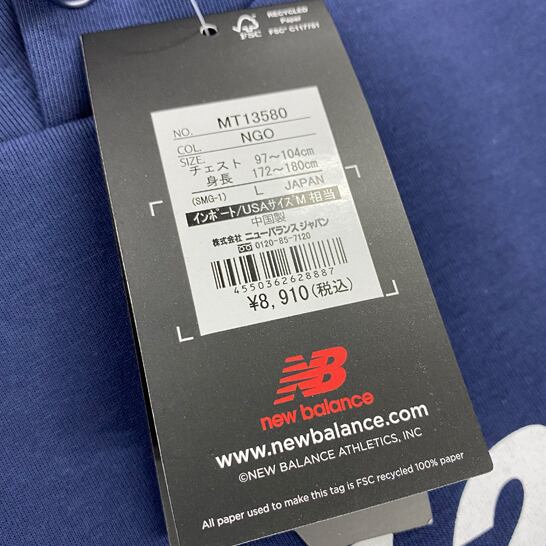 FSC
RECYCLED
Paper
FSC® C117751
NO. MT13580
COL. NGO
SIZE.
チェスト 97～104cm
身長 172～180cm
(SMG-1) L JAPAN
インポート/USAサイズ M 相当
中国製
株式会社 ニューバランス ジャパン
0120-85-7120
4550362628887
¥8,910(税込)
NB
new balance
www.newbalance.com
©NEW BALANCE ATHLETICS, INC
All paper used to make this tag is FSC recycled 100% paper